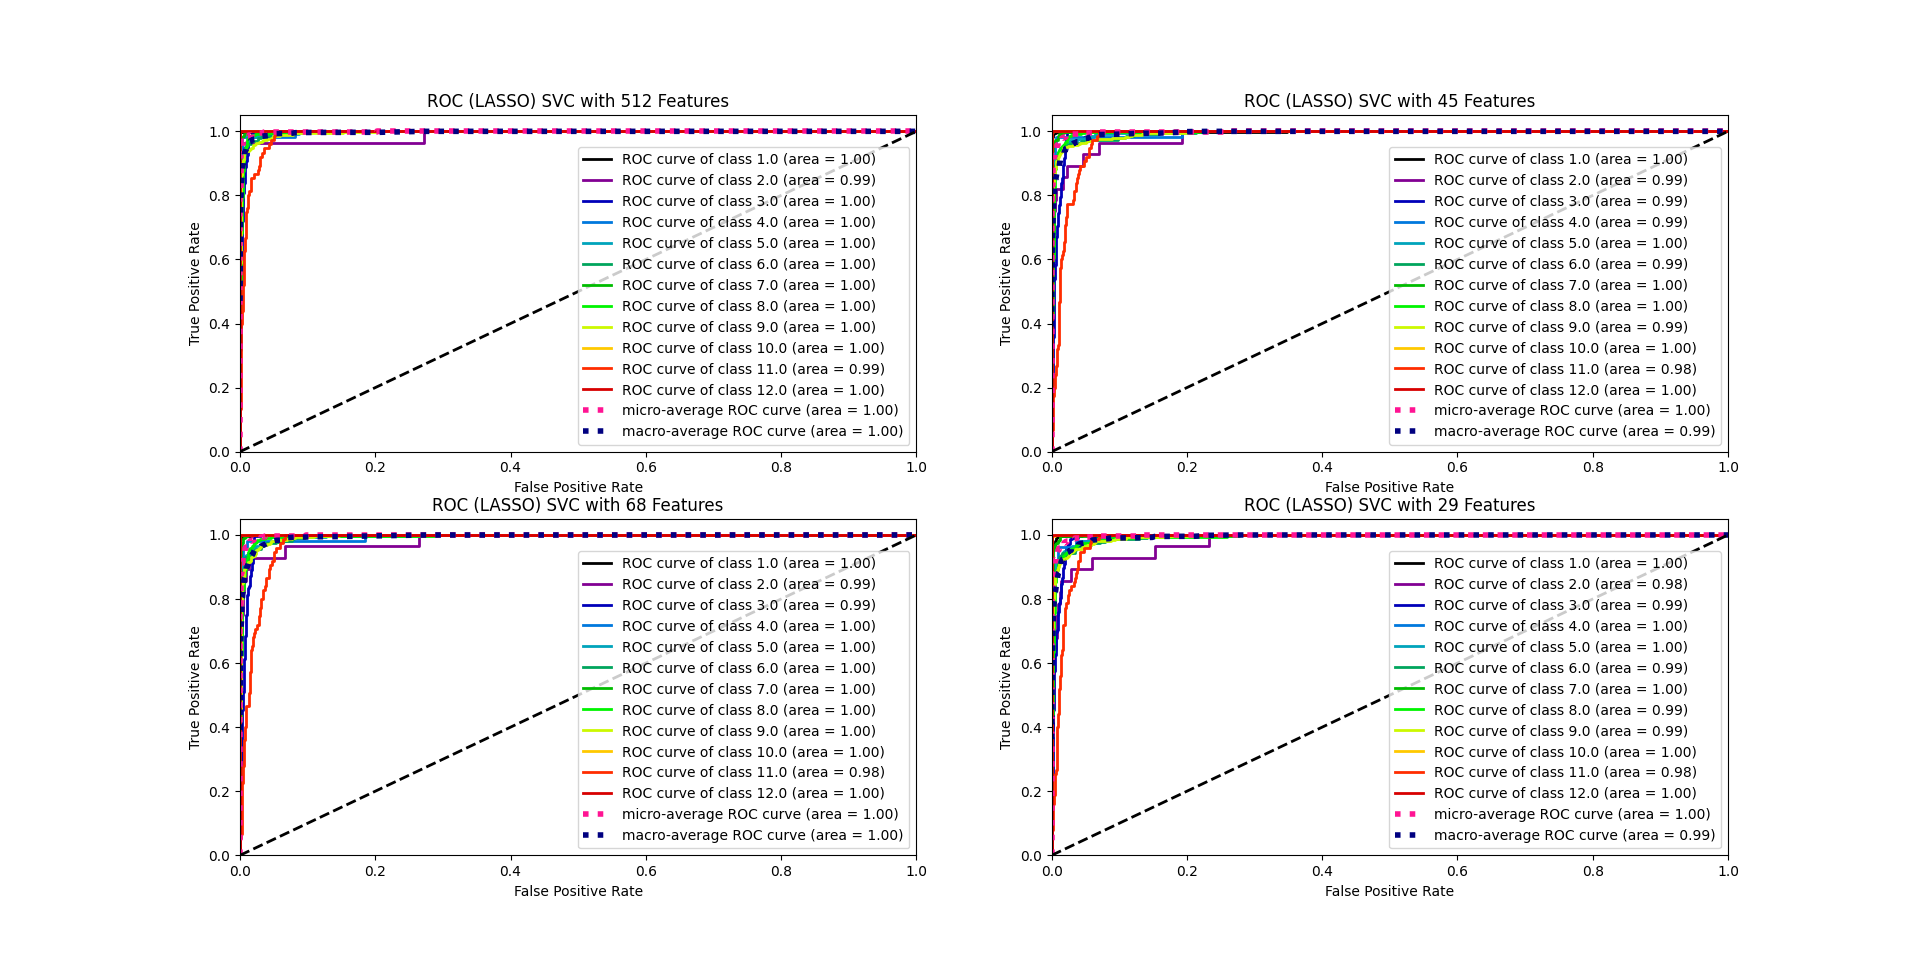 ROC (LASSO) SVC with 512 Features
1.0
0.8
0.6
0.4
0.2
0.0
True Positive Rate
ROC curve of class 1.0 (area = 1.00)
ROC curve of class 2.0 (area = 0.99)
ROC curve of class 3.0 (area = 1.00)
ROC curve of class 4.0 (area = 1.00)
ROC curve of class 5.0 (area = 1.00)
ROC curve of class 6.0 (area = 1.00)
ROC curve of class 7.0 (area = 1.00)
ROC curve of class 8.0 (area = 1.00)
ROC curve of class 9.0 (area = 1.00)
ROC curve of class 10.0 (area = 1.00)
ROC curve of class 11.0 (area = 0.99)
ROC curve of class 12.0 (area = 1.00)
micro-average ROC curve (area = 1.00)
macro-average ROC curve (area = 1.00)
0.0 0.2 0.4 0.6 0.8 1.0
False Positive Rate
ROC (LASSO) SVC with 45 Features
1.0
0.8
0.6
0.4
0.2
0.0
True Positive Rate
ROC curve of class 1.0 (area = 1.00)
ROC curve of class 2.0 (area = 0.99)
ROC curve of class 3.0 (area = 0.99)
ROC curve of class 4.0 (area = 0.99)
ROC curve of class 5.0 (area = 1.00)
ROC curve of class 6.0 (area = 0.99)
ROC curve of class 7.0 (area = 1.00)
ROC curve of class 8.0 (area = 1.00)
ROC curve of class 9.0 (area = 0.99)
ROC curve of class 10.0 (area = 1.00)
ROC curve of class 11.0 (area = 0.98)
ROC curve of class 12.0 (area = 1.00)
micro-average ROC curve (area = 1.00)
macro-average ROC curve (area = 0.99)
0.0 0.2 0.4 0.6 0.8 1.0
False Positive Rate
ROC (LASSO) SVC with 68 Features
1.0
0.8
0.6
0.4
0.2
0.0
True Positive Rate
ROC curve of class 1.0 (area = 1.00)
ROC curve of class 2.0 (area = 0.99)
ROC curve of class 3.0 (area = 0.99)
ROC curve of class 4.0 (area = 1.00)
ROC curve of class 5.0 (area = 1.00)
ROC curve of class 6.0 (area = 1.00)
ROC curve of class 7.0 (area = 1.00)
ROC curve of class 8.0 (area = 1.00)
ROC curve of class 9.0 (area = 1.00)
ROC curve of class 10.0 (area = 1.00)
ROC curve of class 11.0 (area = 0.98)
ROC curve of class 12.0 (area = 1.00)
micro-average ROC curve (area = 1.00)
macro-average ROC curve (area = 1.00)
0.0 0.2 0.4 0.6 0.8 1.0
False Positive Rate
ROC (LASSO) SVC with 29 Features
1.0
0.8
0.6
0.4
0.2
0.0
True Positive Rate
ROC curve of class 1.0 (area = 1.00)
ROC curve of class 2.0 (area = 0.98)
ROC curve of class 3.0 (area = 0.99)
ROC curve of class 4.0 (area = 1.00)
ROC curve of class 5.0 (area = 1.00)
ROC curve of class 6.0 (area = 0.99)
ROC curve of class 7.0 (area = 1.00)
ROC curve of class 8.0 (area = 0.99)
ROC curve of class 9.0 (area = 0.99)
ROC curve of class 10.0 (area = 1.00)
ROC curve of class 11.0 (area = 0.98)
ROC curve of class 12.0 (area = 1.00)
micro-average ROC curve (area = 1.00)
macro-average ROC curve (area = 0.99)
0.0 0.2 0.4 0.6 0.8 1.0
False Positive Rate